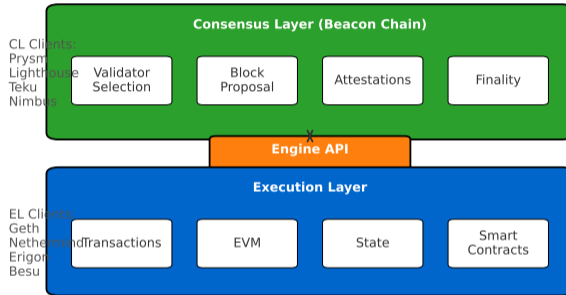 Consensus Layer (Beacon Chain)
CL Clients:
Prysm
Lighthouse
Teku
Nimbus
Validator
Selection
Block
Proposal
Attestations
Finality
Engine API
Execution Layer
EL Clients:
Geth
Nethermind
Erigon
Besu
Transactions
EVM
State
Smart
Contracts